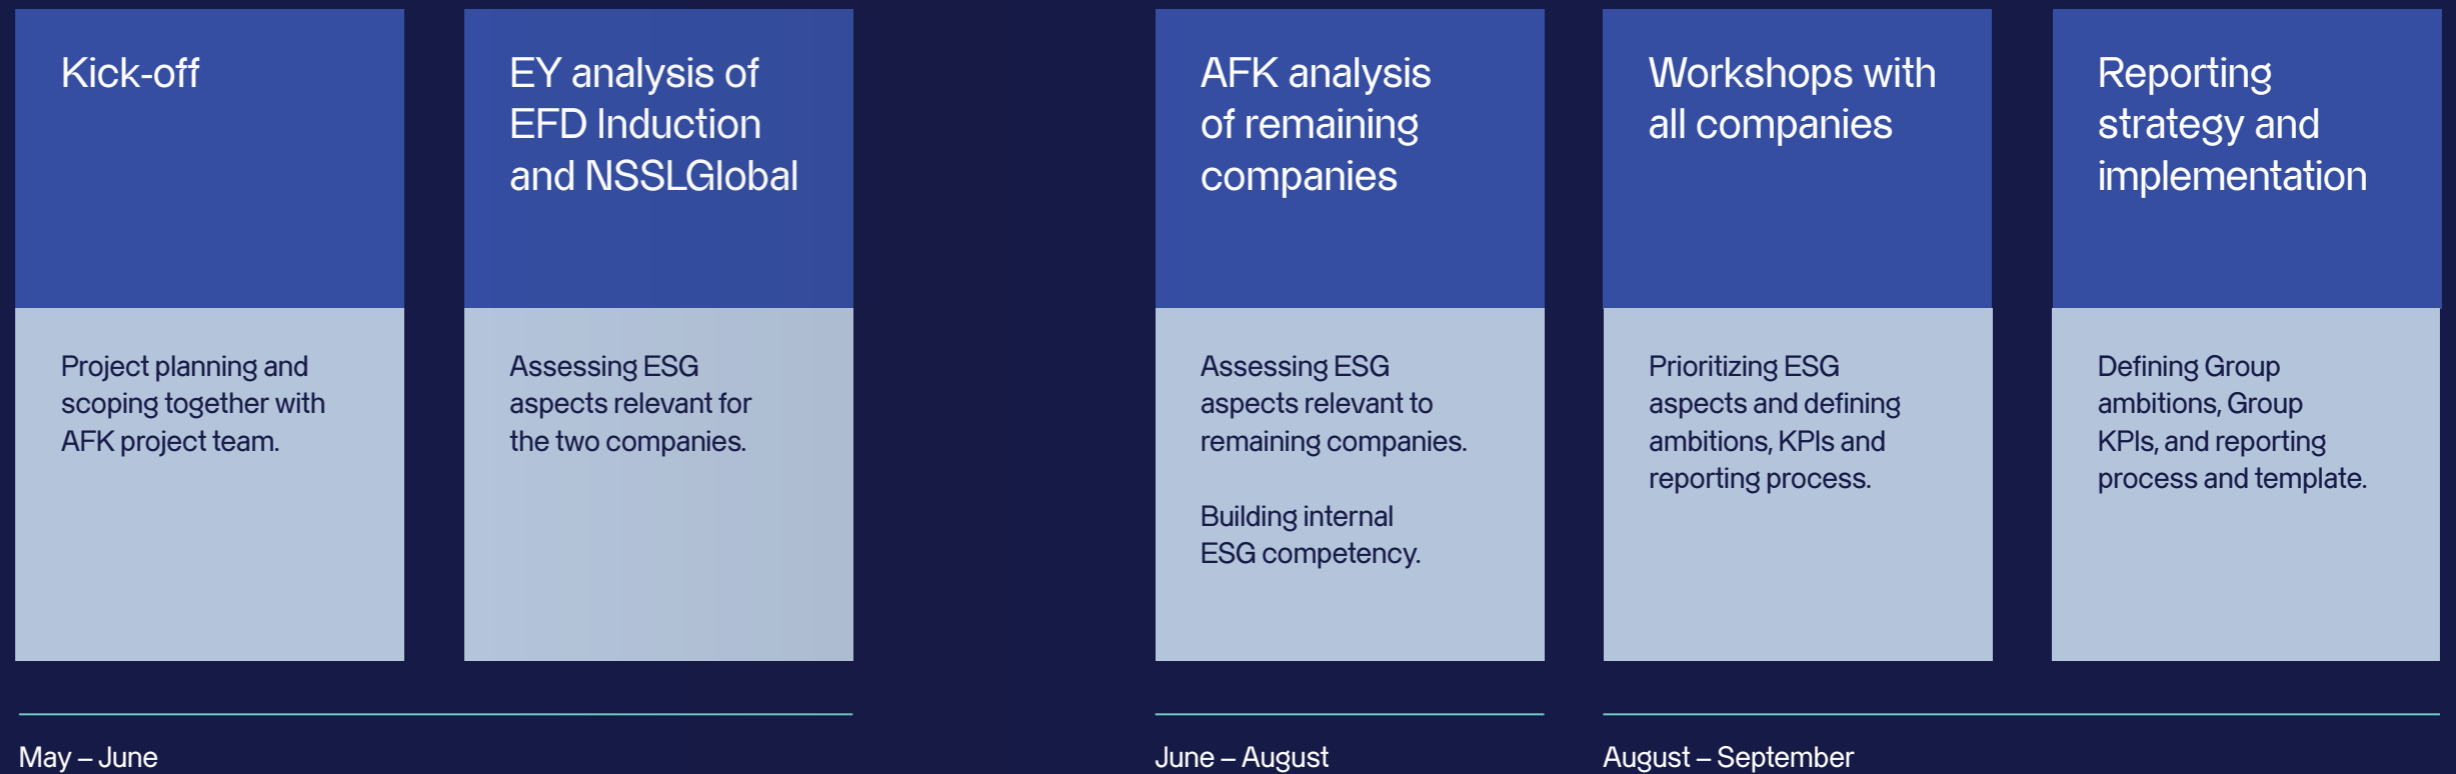 Kick-off
Project planning and
scoping together with
AFK project team.
EY analysis of
EFD Induction
and NSSLGlobal
Assessing ESG
aspects relevant for
the two companies.
May – June
AFK analysis
of remaining
companies
Assessing ESG
aspects relevant to
remaining companies.
Building internal
ESG competency.
June – August
Workshops with
all companies
Prioritizing ESG
aspects and defining
ambitions, KPIs and
reporting process.
Reporting
strategy and
implementation
Defining Group
ambitions, Group
KPIs, and reporting
process and template.
August – September